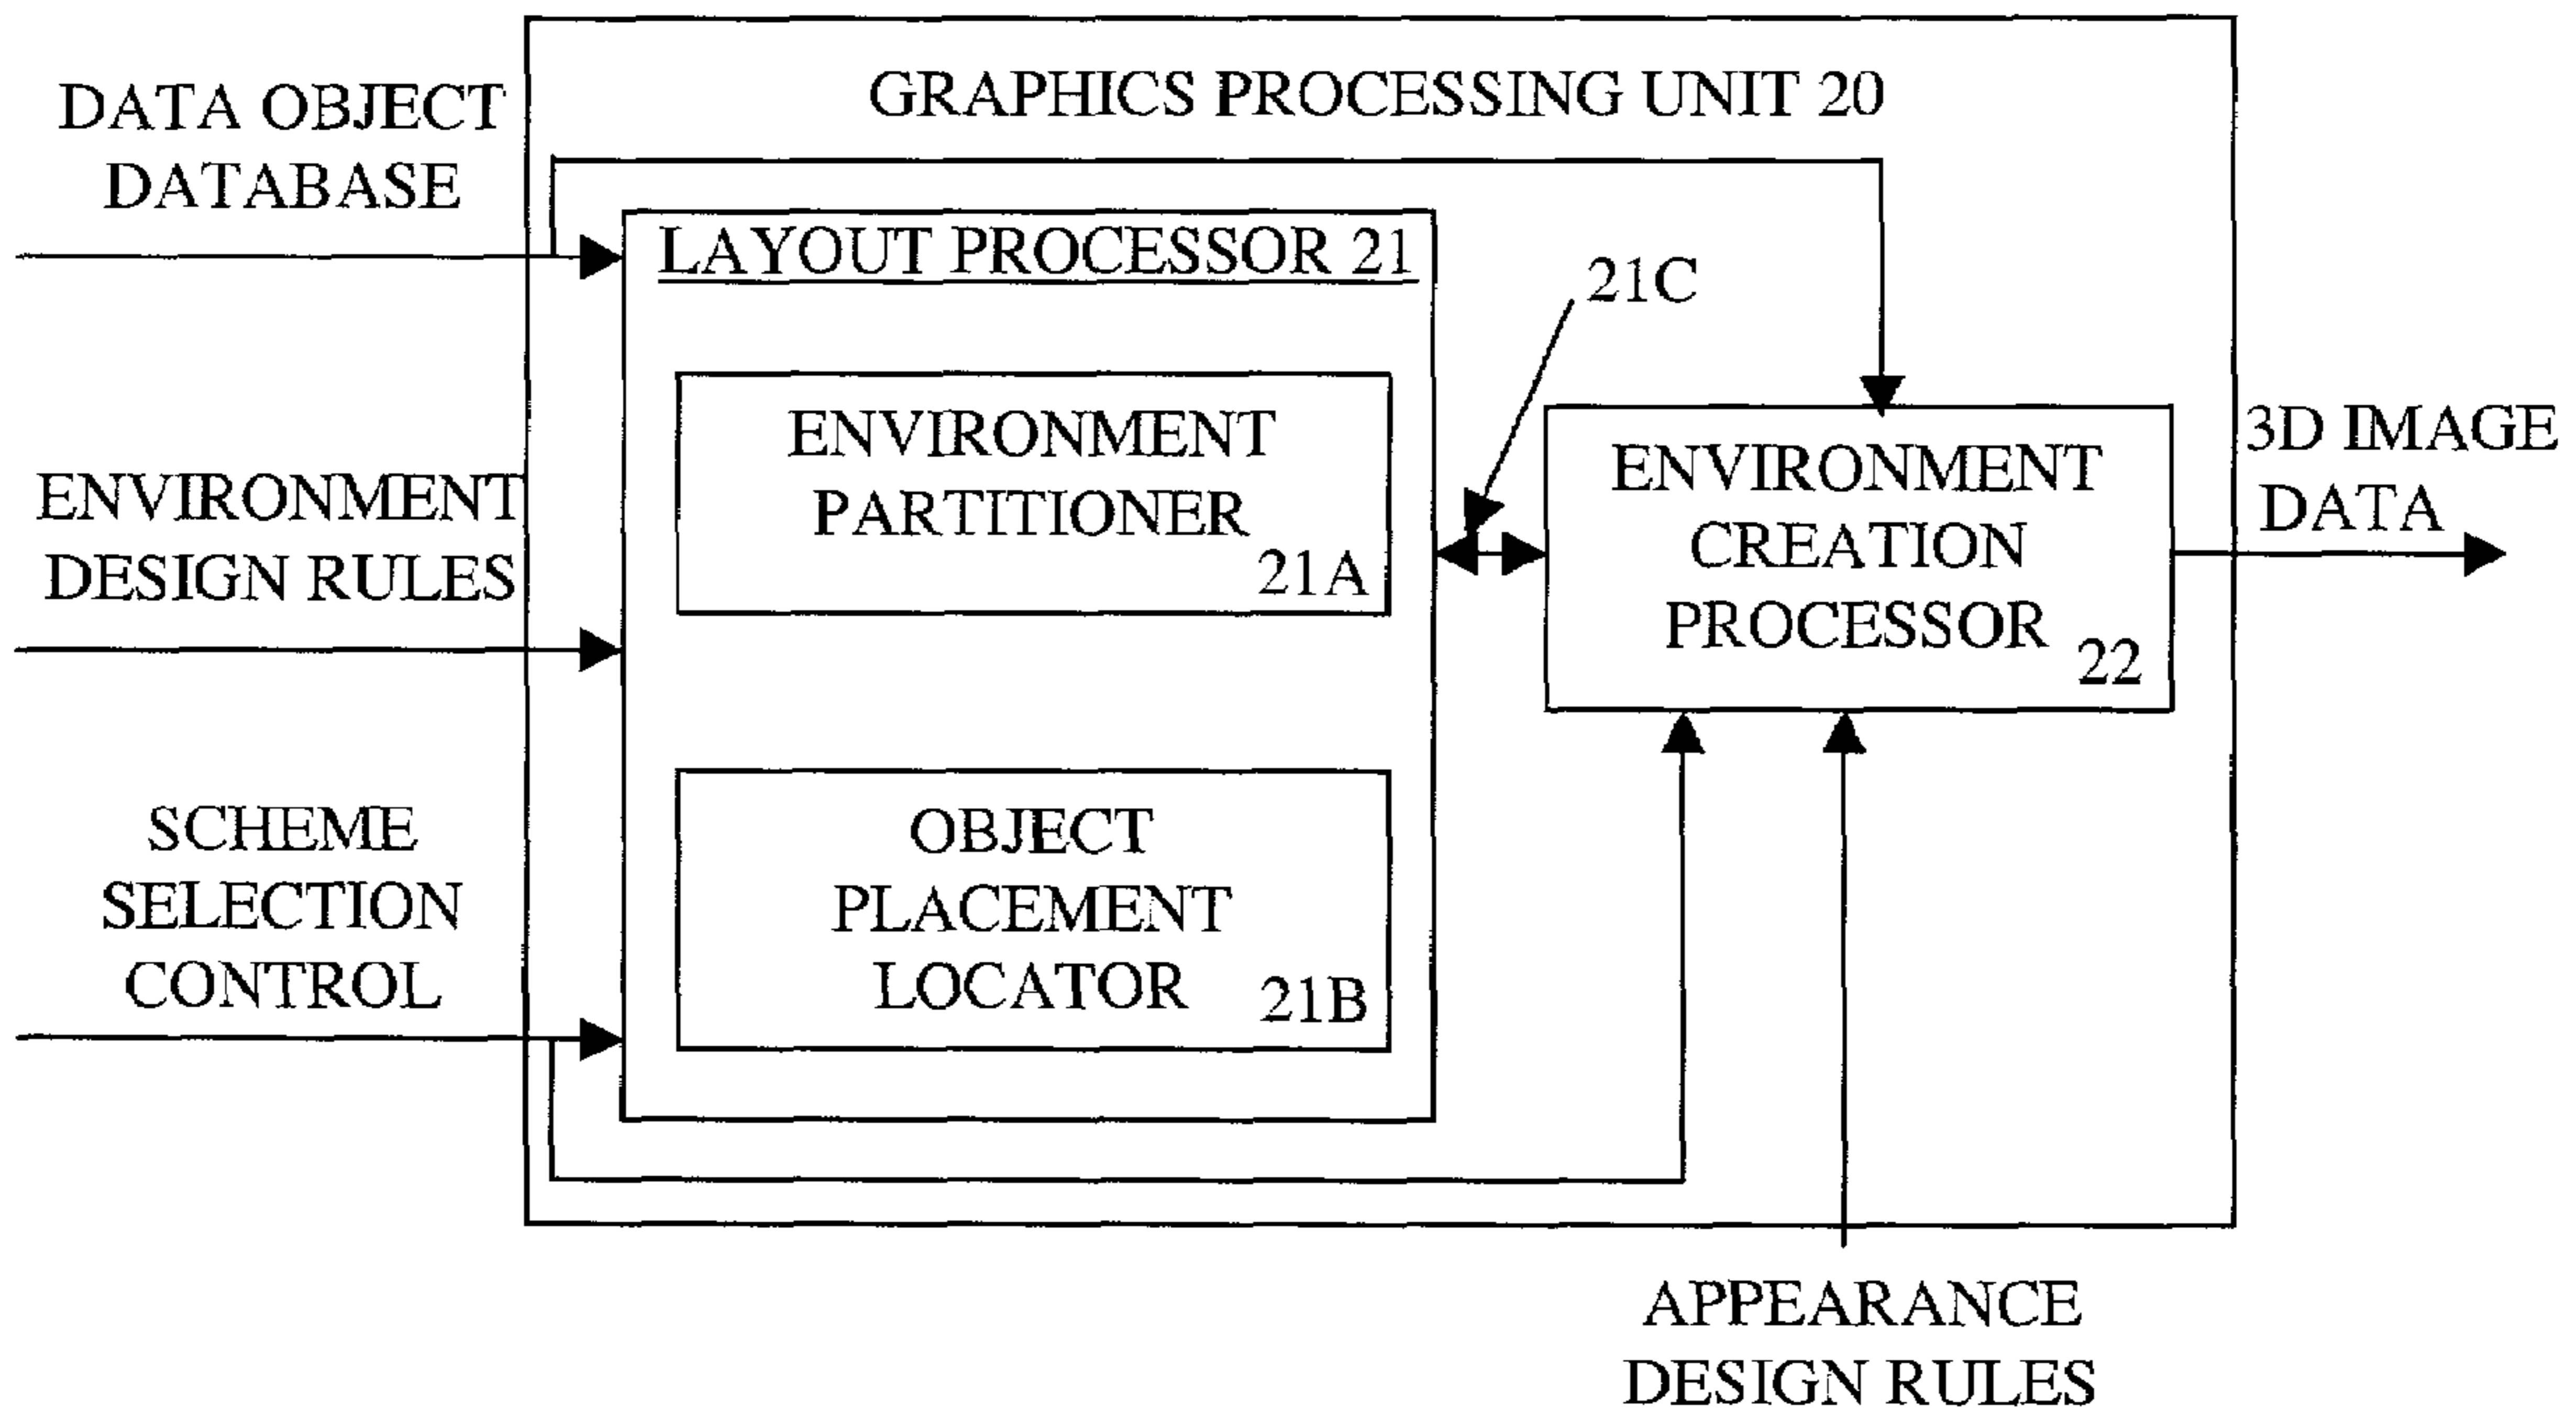 GRAPHICS PROCESSING UNIT 20
DATA OBJECT
DATABASE
LAYOUT PROCESSOR 21
21C
ENVIRONMENT
PARTITIONER
21A
ENVIRONMENT
DESIGN RULES
ENVIRONMENT
CREATION
PROCESSOR
22
3D IMAGE
DATA
SCHEME
SELECTION
CONTROL
OBJECT
PLACEMENT
LOCATOR
21B
APPEARANCE
DESIGN RULES